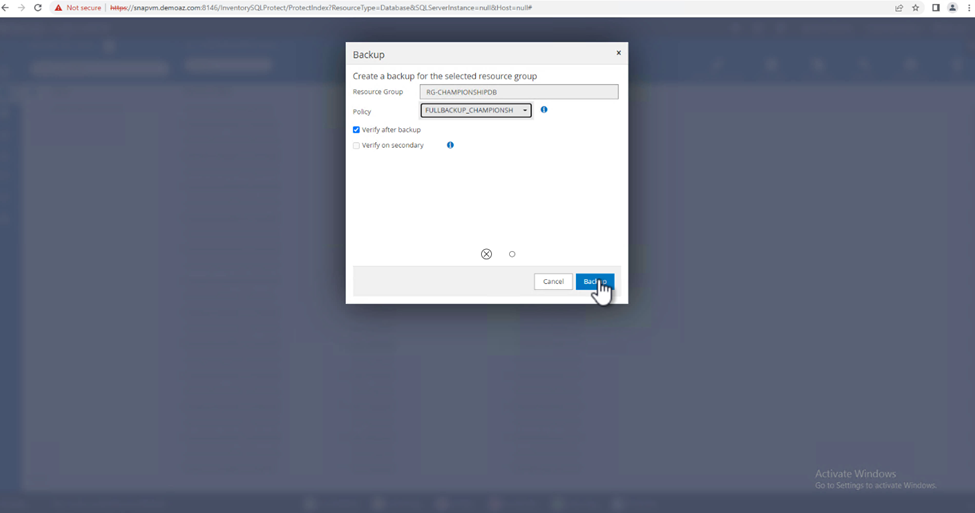 Not secure
https://snapvm.demoaz.com:8146/InventorySQLProtect/ProtectIndex?ResourceType=Database&SQLServerInstance=null&Host=null#
Backup
×
Create a backup for the selected resource group
Resource Group RG-CHAMPIONSHIPDB
Policy FULLBACKUP_CHAMPIONSH
Verify after backup
Verify on secondary
Cancel Backup
Activate Windows
Go to Settings to activate Windows.